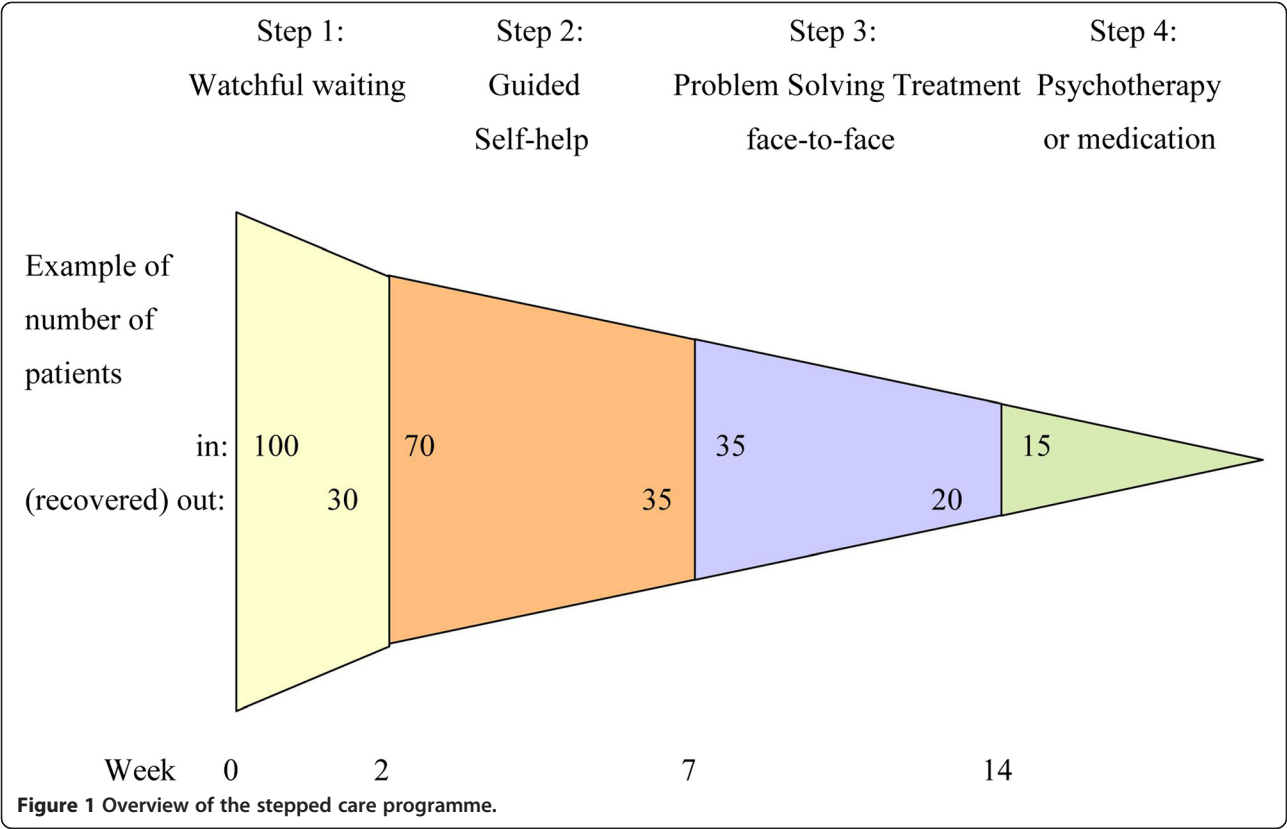 Step 1:
Watchful waiting
Step 2:
Guided
Self-help
Step 3:
Problem Solving Treatment
face-to-face
Step 4:
Psychotherapy
or medication
Example of
number of
patients
in: 100 70 35 15
(recovered) out: 30 35 20
Week 0 2 7 14
Figure 1 Overview of the stepped care programme.